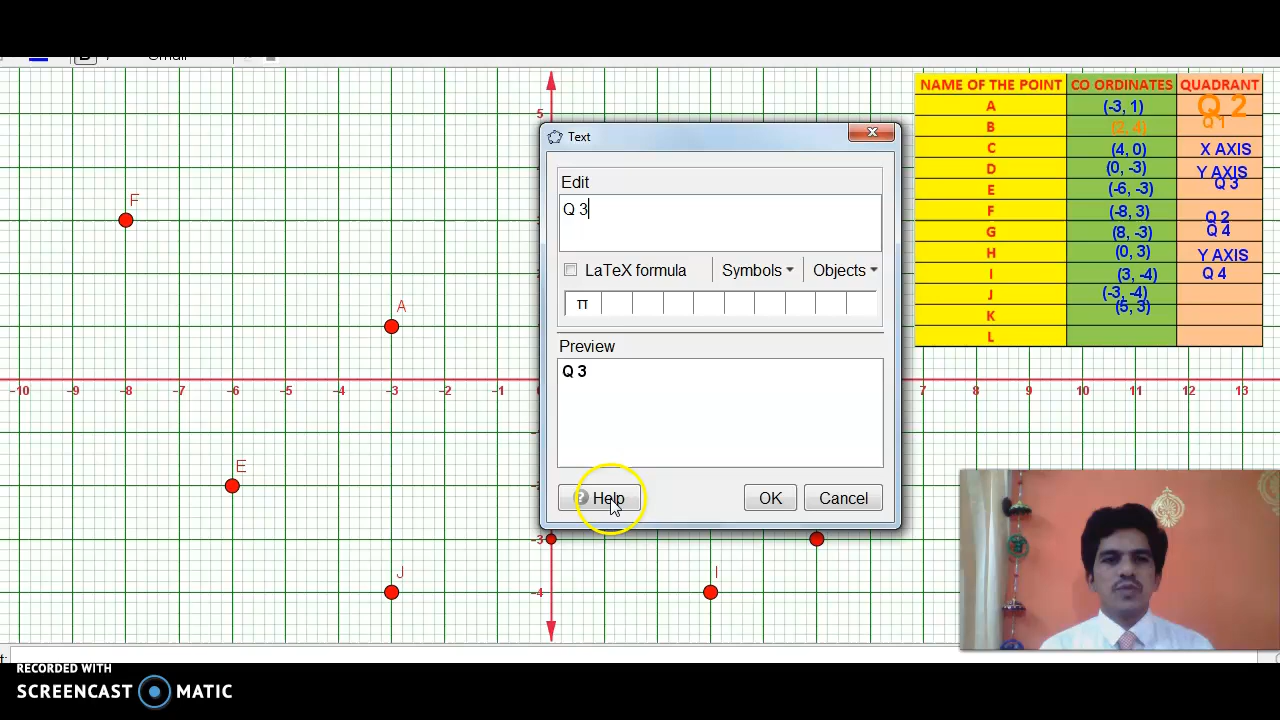 NAME OF THE POINT CO ORDINATES QUADRANT
A (-3, 1) Q 2
B (2, 4) Q 1
C (4, 0) X AXIS
D (0, -3) Y AXIS
E (-6, -3) Q 3
F (-8, 3) Q 2
G (8, -3) Q 4
H (0, 3) Y AXIS
I (3, -4) Q 4
J (-3, -4)
K (5, 3)
L
5
F
A
-10 -9 -8 -7 -6 -5 -4 -3 -2 -1 7 8 9 10 11 12 13
E
-3
J
I
-4
Text
Edit
Q 3
LaTeX formula Symbols Objects
π
Preview
Q 3
? Help OK Cancel
RECORDED WITH
SCREENCAST MATIC